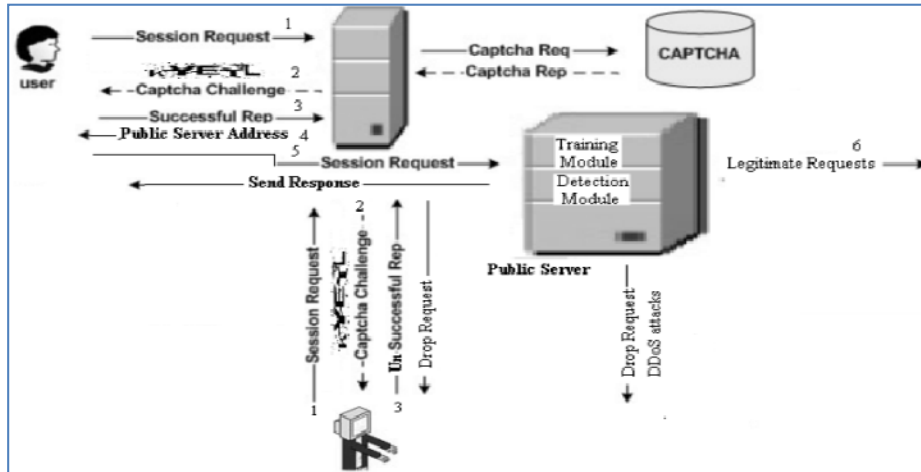 Session Request 1
user
2
Captcha Challenge
3
Successful Rep
Public Server Address 4
5
Session Request
Send Response
Captcha Req
Captcha Rep
CAPTCHA
Training
Module
Detection
Module
Public Server
6
Legitimate Requests
Session Request
1
2
Captcha Challenge
Un Successful Rep
3
Drop Request
Drop Request
DDoS attacks